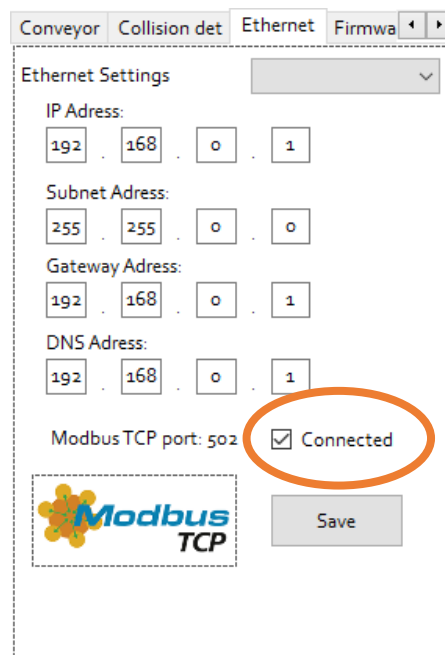 Conveyor Collision det Ethernet Firmwa
Ethernet Settings
IP Adress:
192 . 168 . 0 . 1
Subnet Adress:
255 . 255 . 0 . 0
Gateway Adress:
192 . 168 . 0 . 1
DNS Adress:
192 . 168 . 0 . 1
Modbus TCP port: 502 Connected
Modbus
TCP
Save